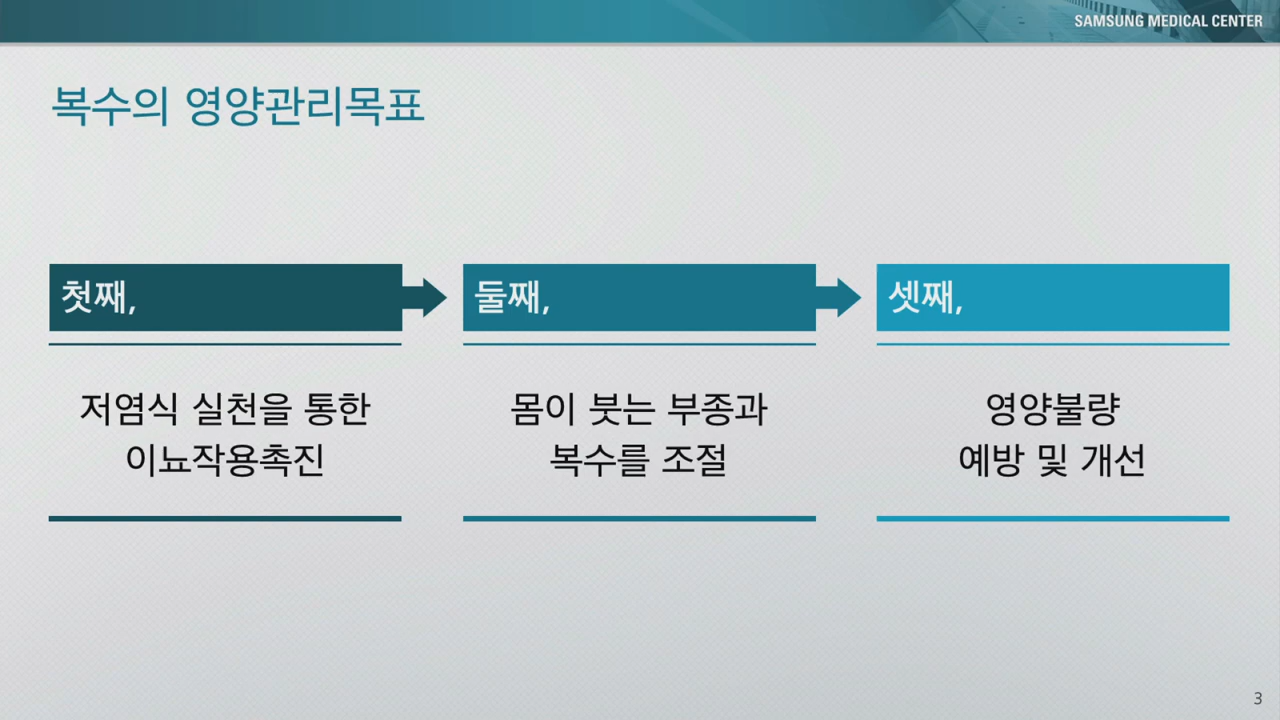 SAMSUNG MEDICAL CENTER
복수의 영양관리목표
첫째,
저염식 실천을 통한
이뇨작용촉진
둘째,
몸이 붓는 부종과
복수를 조절
셋째,
영양불량
예방 및 개선
3